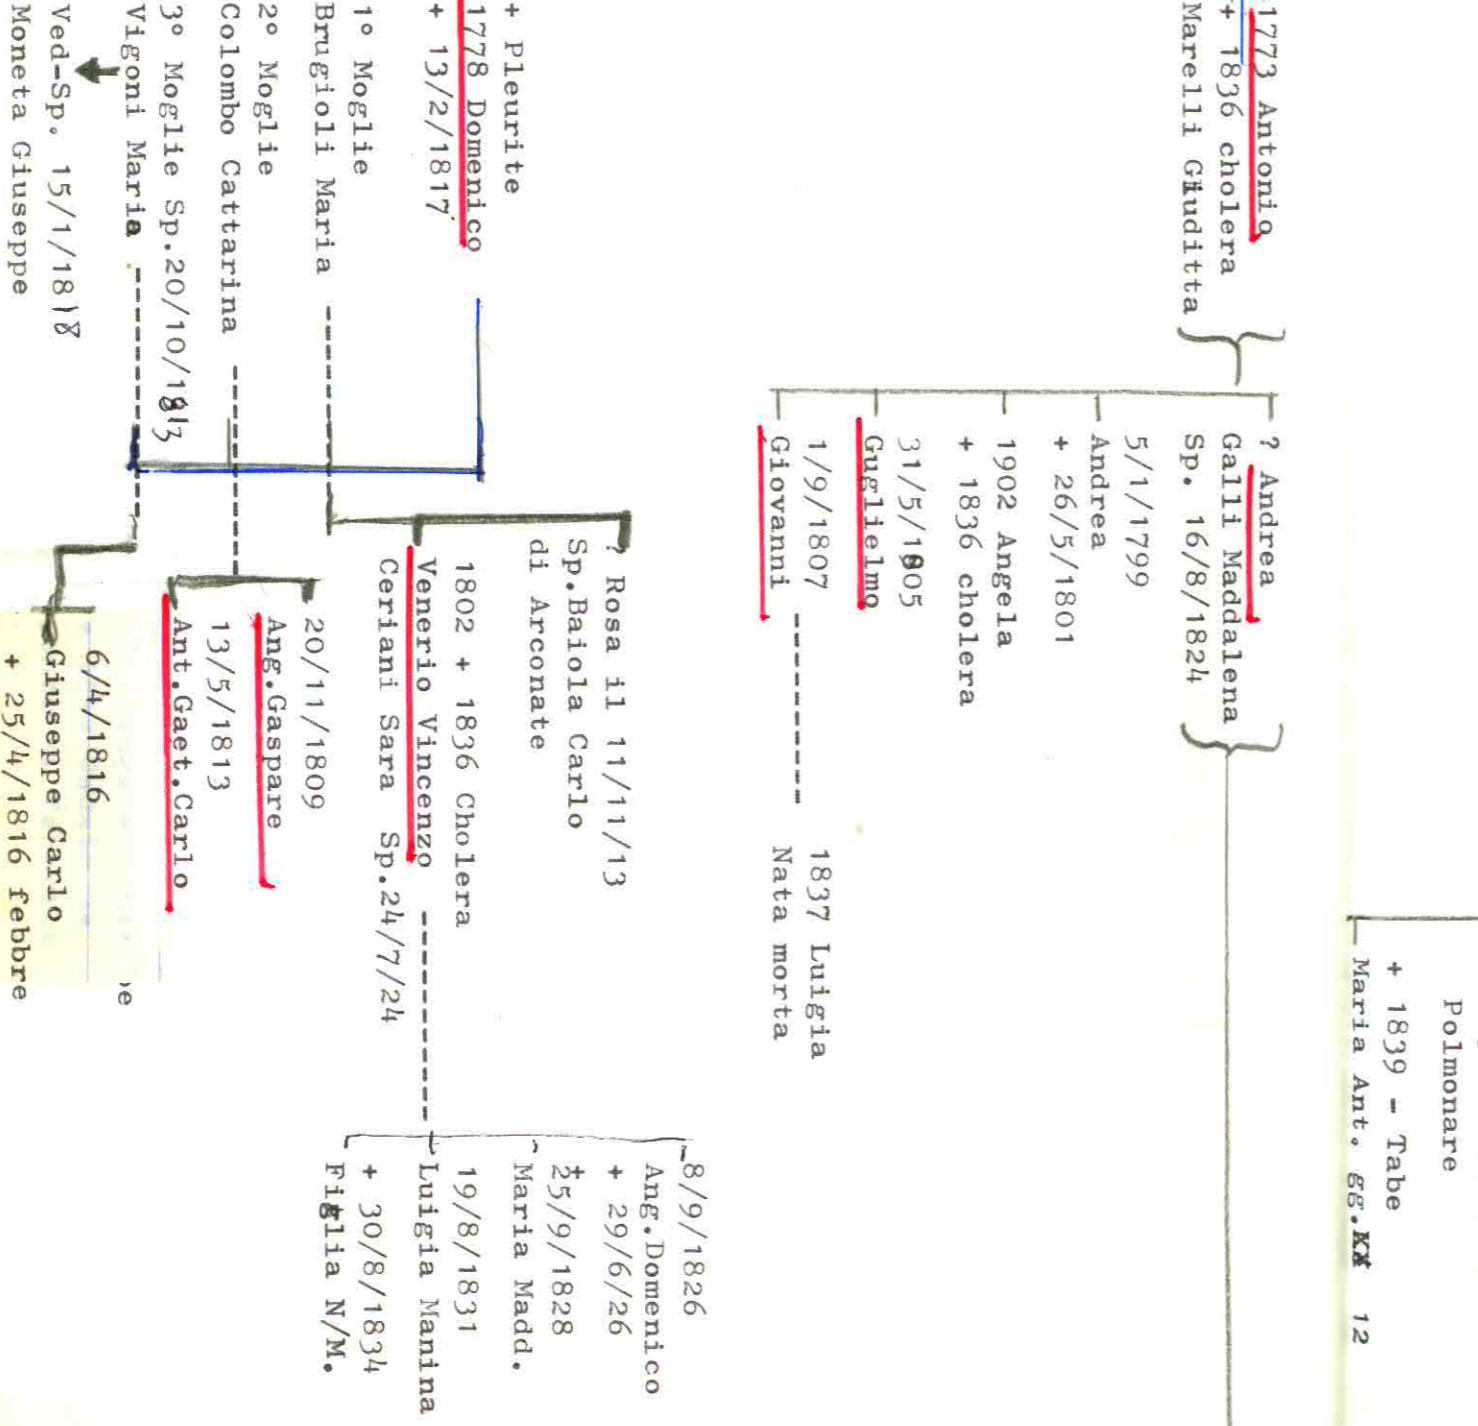 Polmonare
+ 1839 - Tabe
Maria Ant. gg. 12
1773 Antonio
+ 1836 cholera
Marelli Giuditta
? Andrea
Galli Maddalena
Sp. 16/8/1824
5/1/1799
Andrea
+ 26/5/1801
1902 Angela
+ 1836 cholera
31/5/1805
Guglielmo
1/9/1807
Giovanni
1837 Luigia
Nata morta
+ Pleurite
1778 Domenico
+ 13/2/1817
1° Moglie
Brugioli Maria
2° Moglie
Colombo Cattarina
3° Moglie Sp.20/10/1813
Vigoni Maria
Ved-Sp. 15/1/1818
Moneta Giuseppe
? Rosa il 11/11/13
Sp.Baiola Carlo
di Arconate
1802 + 1836 Cholera
Venerio Vincenzo
Ceriani Sara Sp.24/7/24
20/11/1809
Ang.Gaspare
13/5/1813
Ant.Gaet.Carlo
6/4/1816
Giuseppe Carlo
+ 25/4/1816 febbre
8/9/1826
Ang.Domenico
+ 29/6/26
+
25/9/1828
Maria Madd.
19/8/1831
Luigia Manina
+ 30/8/1834
Figlia N/M.